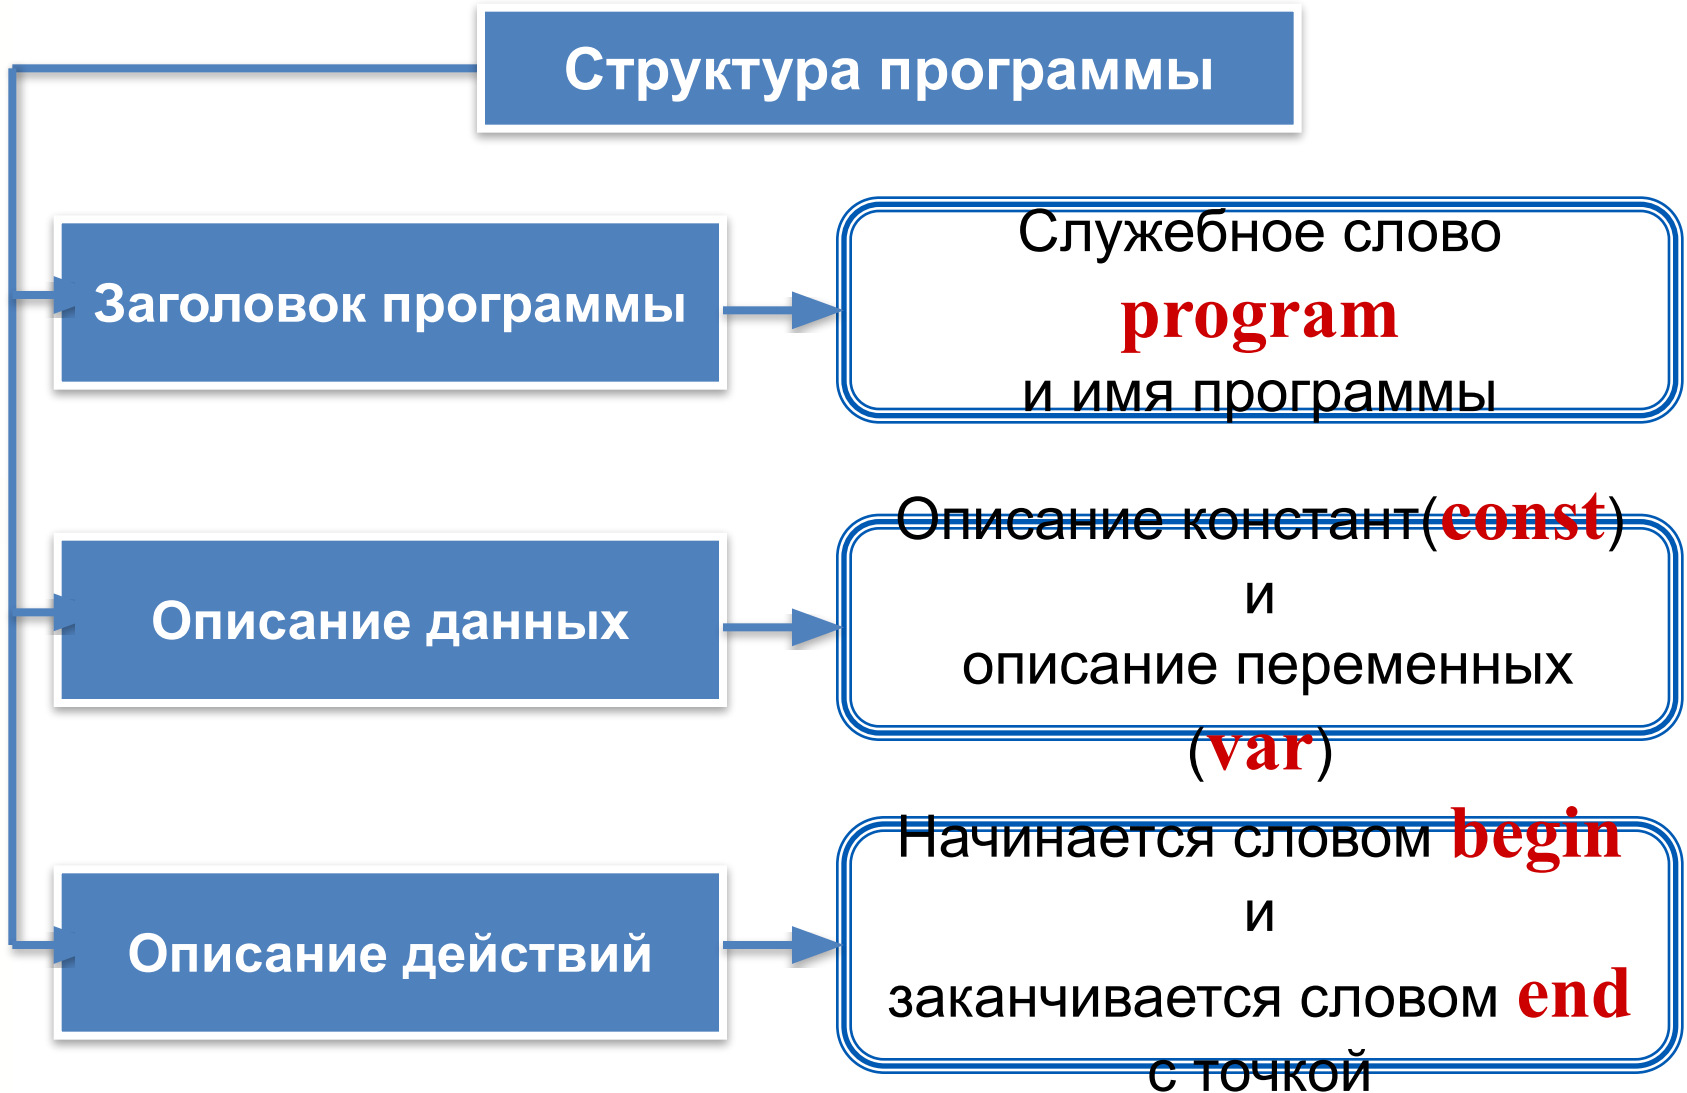 Структура программы
Заголовок программы
Служебное слово
program
и имя программы
Описание данных
Описание констант(const)
и
описание переменных
(var)
Описание действий
Начинается словом begin
и
заканчивается словом end
с точкой